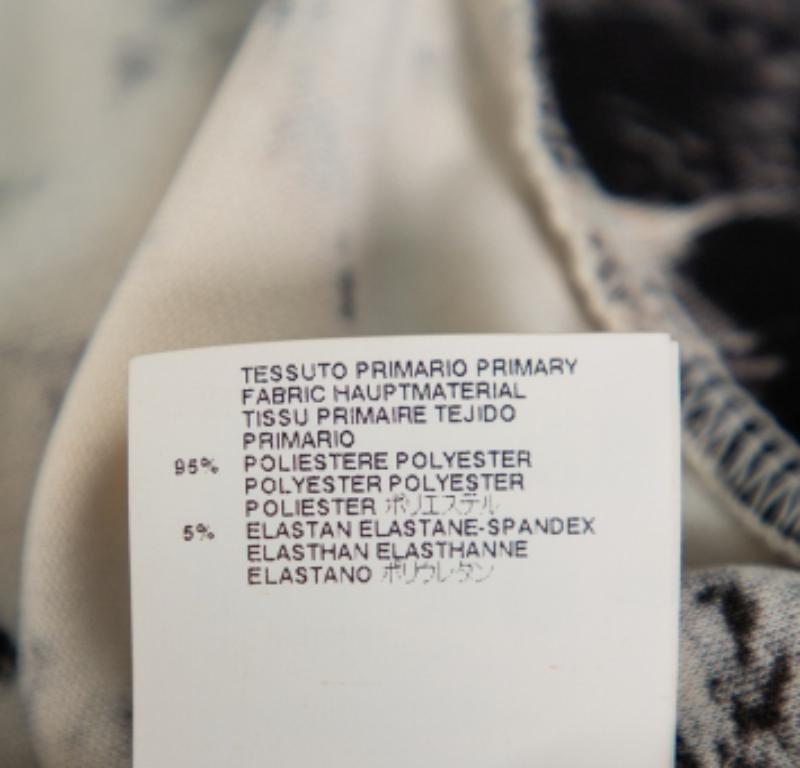 TESSUTO PRIMARIO PRIMARY
FABRIC HAUPTMATERIAL
TISSU PRIMAIRE TEJIDO
PRIMARIO
95% POLIESTERE POLYESTER
POLYESTER POLYESTER
POLIESTER ポリエステル
5% ELASTAN ELASTANE-SPANDEX
ELASTHAN ELASTHANNE
ELASTANO ポリウレタン